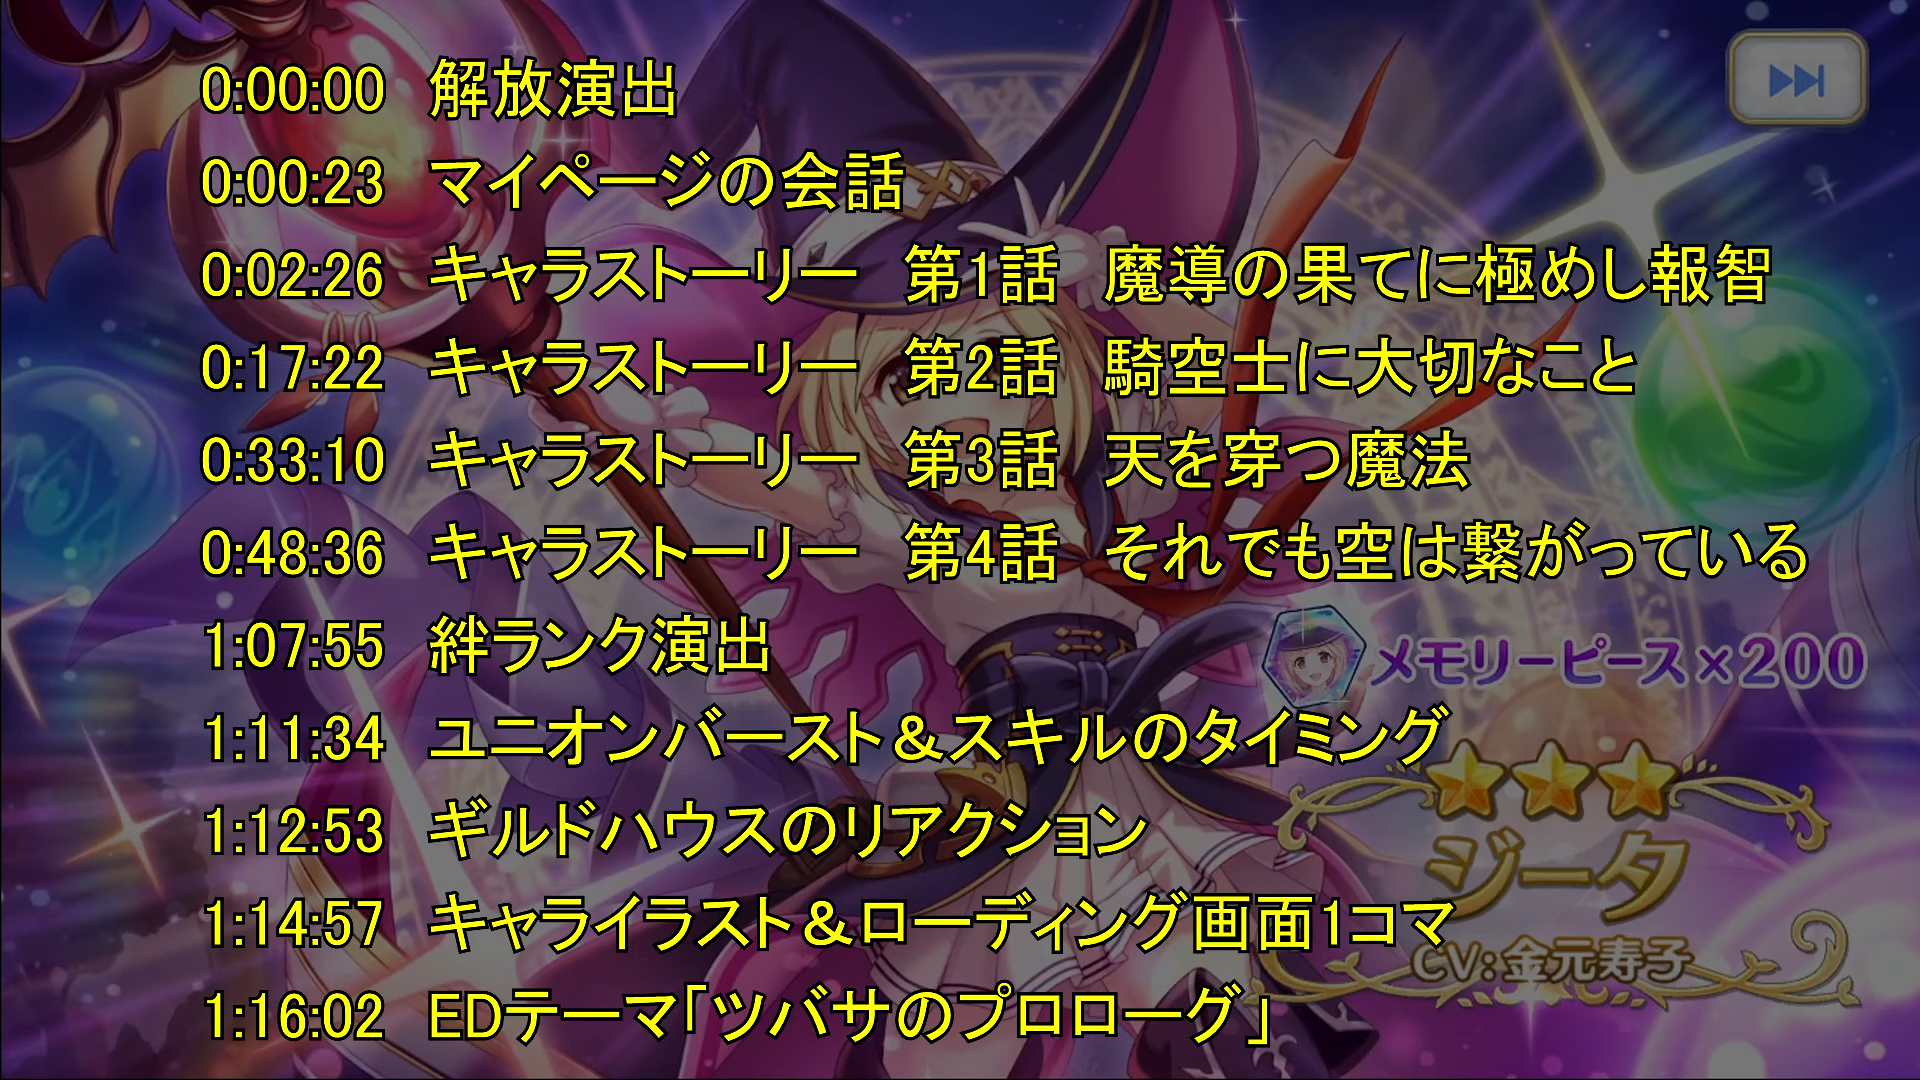 0:00:00 解放演出
0:00:23 マイページの会話
0:02:26 キャラストーリー 第1話 魔導の果てに極めし報智
0:17:22 キャラストーリー 第2話 騎空士に大切なこと
0:33:10 キャラストーリー 第3話 天を穿つ魔法
0:48:36 キャラストーリー 第4話 それでも空は繋がっている
1:07:55 絆ランク演出
メモリーピース×200
1:11:34 ユニオンバースト&スキルのタイミング
1:12:53 ギルドハウスのリアクション
ジータ
1:14:57 キャライラスト&ローディング画面1コマ
CV:金元寿子
1:16:02 EDテーマ「ツバサのプロローグ」